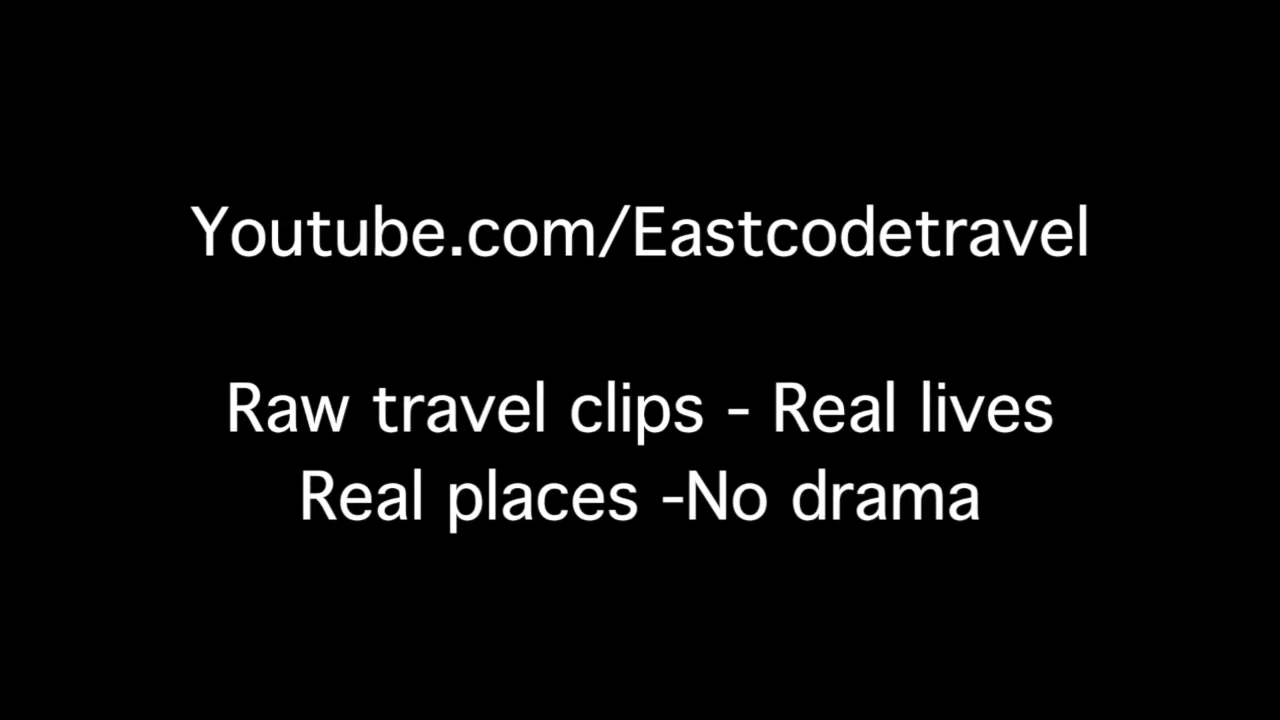 Youtube.com/Eastcodetravel
Raw travel clips - Real lives
Real places -No drama